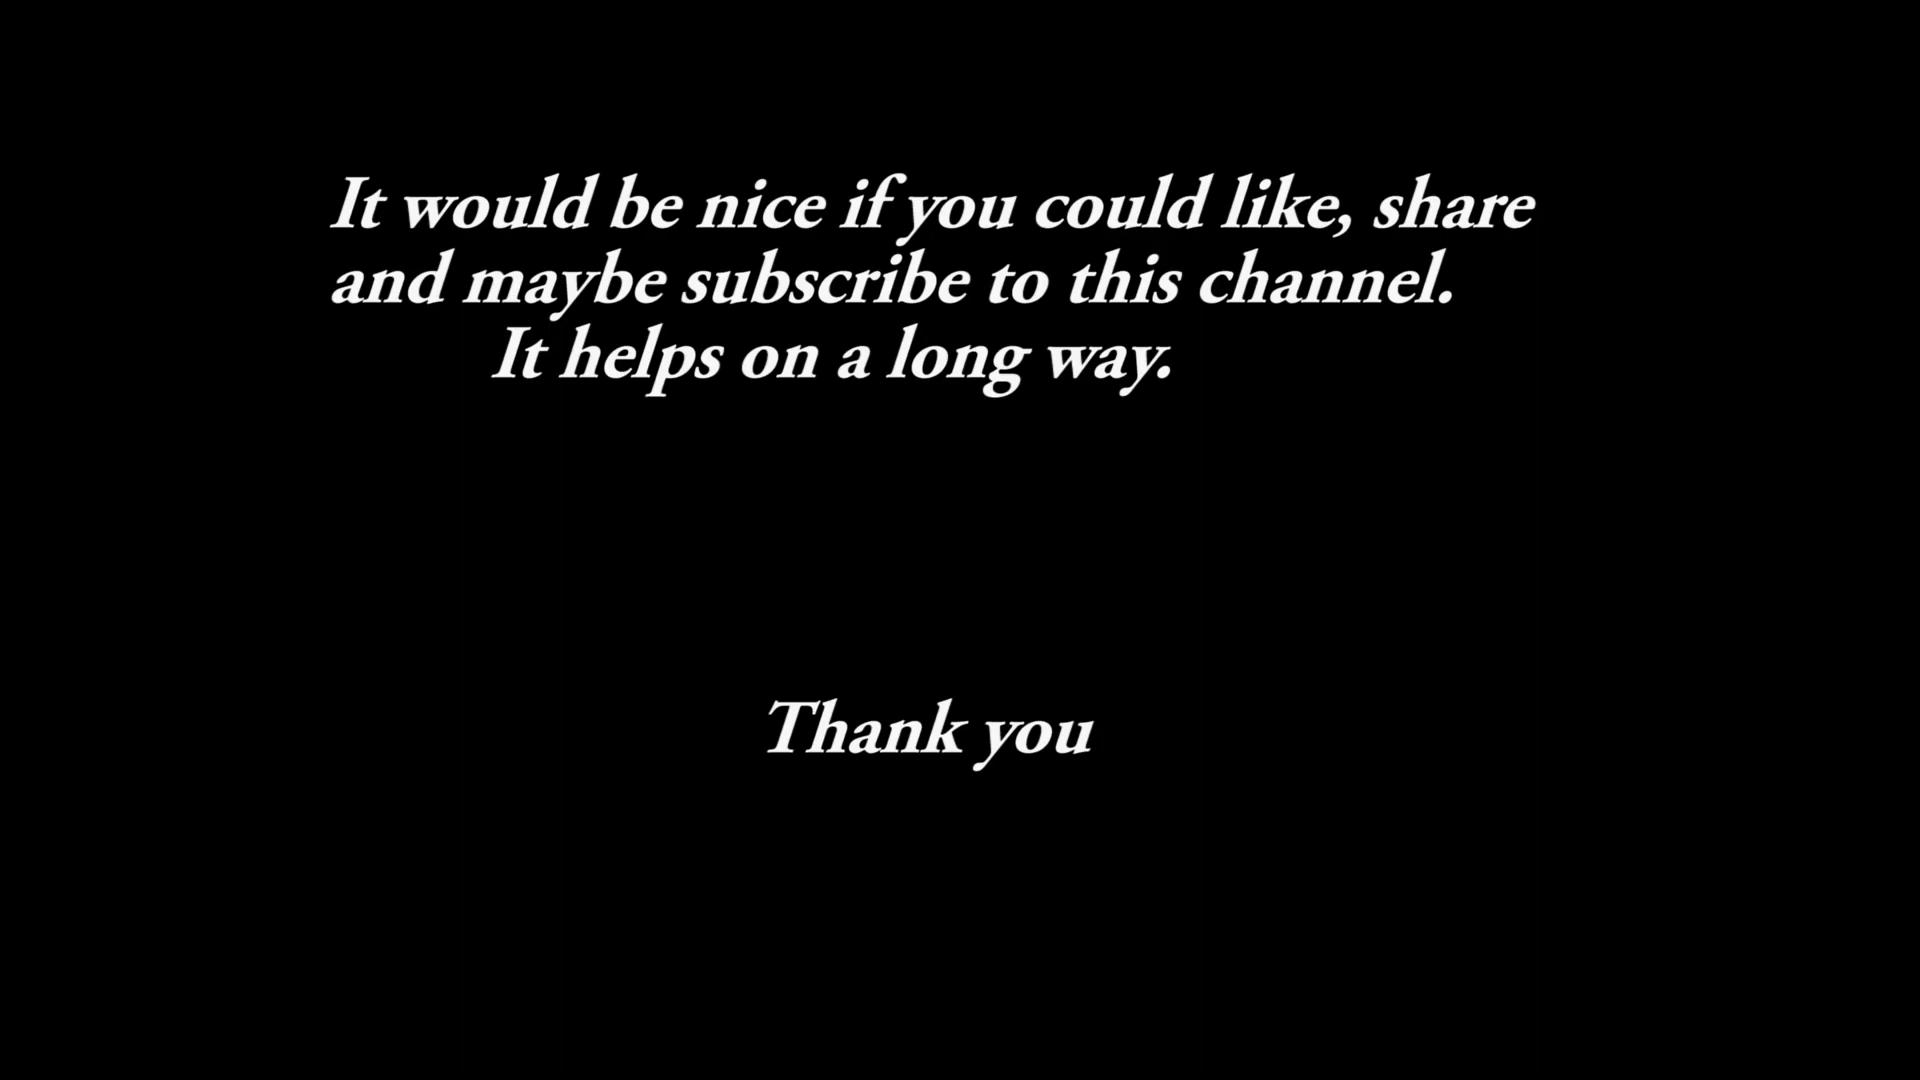 It would be nice if you could like, share
and maybe subscribe to this channel.
It helps on a long way.
Thank you